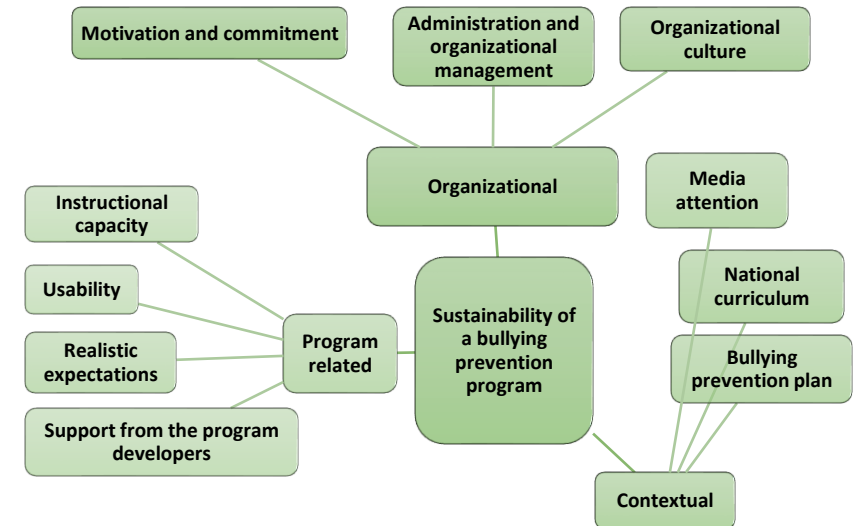 Motivation and commitment
Administration and
organizational
management
Organizational
culture
Organizational
Media
attention
Instructional
capacity
National
curriculum
Usability
Sustainability of
a bullying
prevention
program
Program
related
Realistic
expectations
Bullying
prevention plan
Support from the program
developers
Contextual